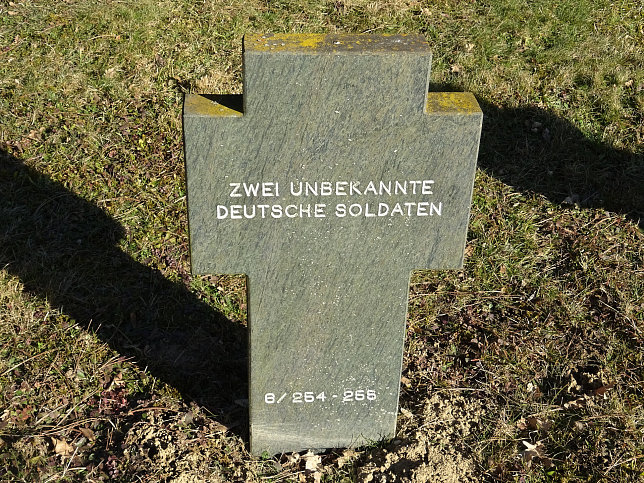 ZWEI UNBEKANNTE
DEUTSCHE SOLDATEN
6/254-255